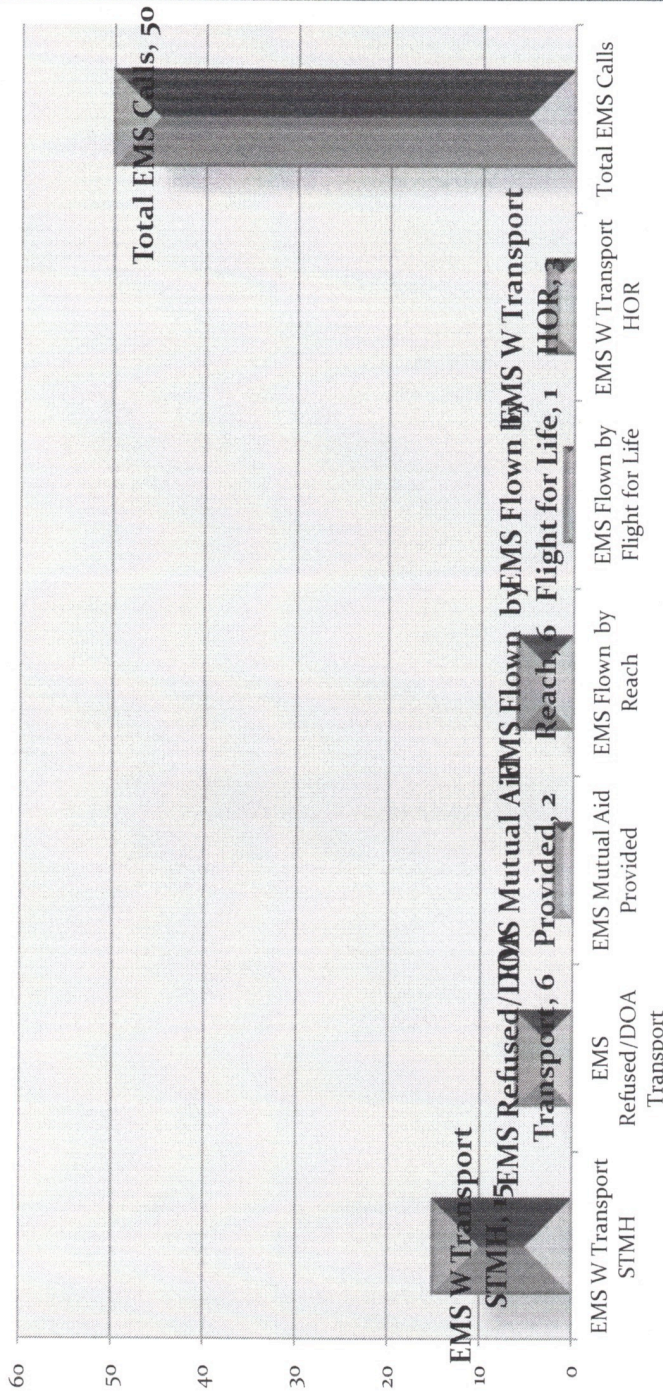 60
50
40
30
20
10
0
Total EMS Calls, 50
EMS W Transport
STMH, 15
EMS Refused/DOA
Transport, 6
EMS Mutual Aid
Provided, 2
EMS Flown by
Reach, 6
EMS Flown by
Flight for Life, 1
EMS W Transport
HOR, 3
EMS W Transport
STMH
EMS
Refused/DOA
Transport
EMS Mutual Aid
Provided
EMS Flown by
Reach
EMS Flown by
Flight for Life
EMS W Transport
HOR
Total EMS Calls